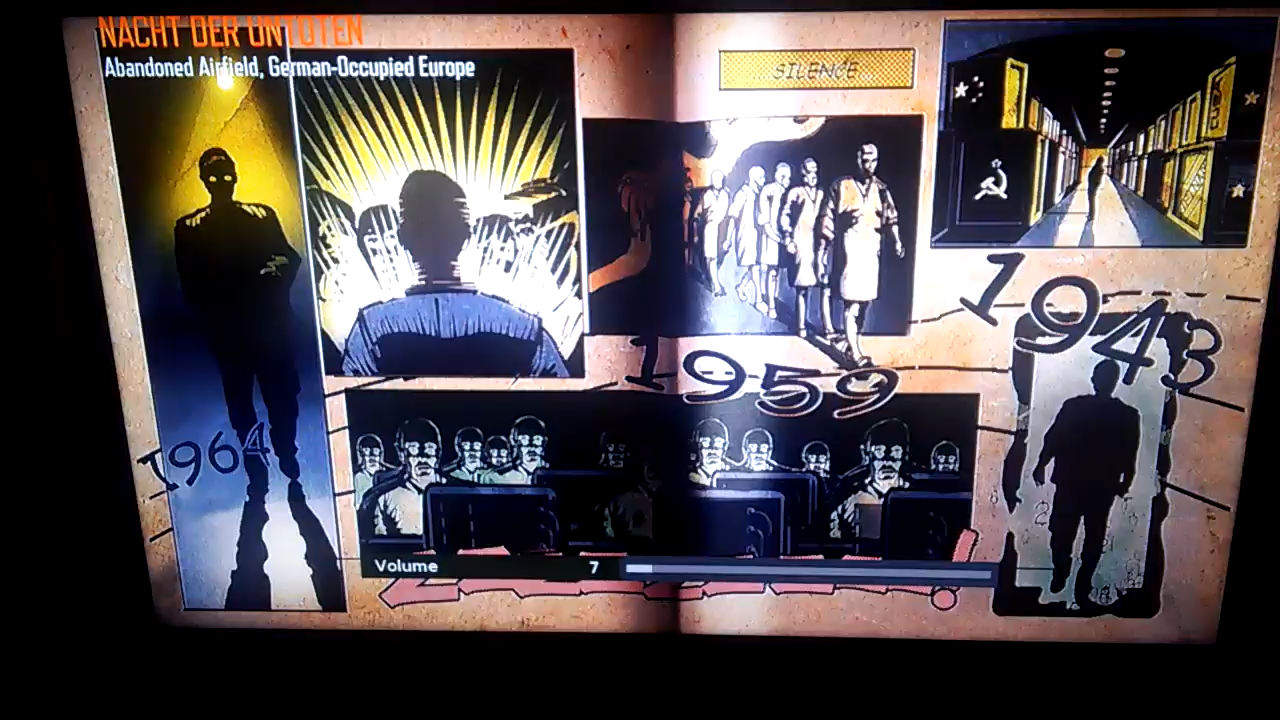 NACHT DER UNTOTEN
Abandoned Airfield, German-Occupied Europe
...SILENCE...
1943
1959
1964
Volume 7